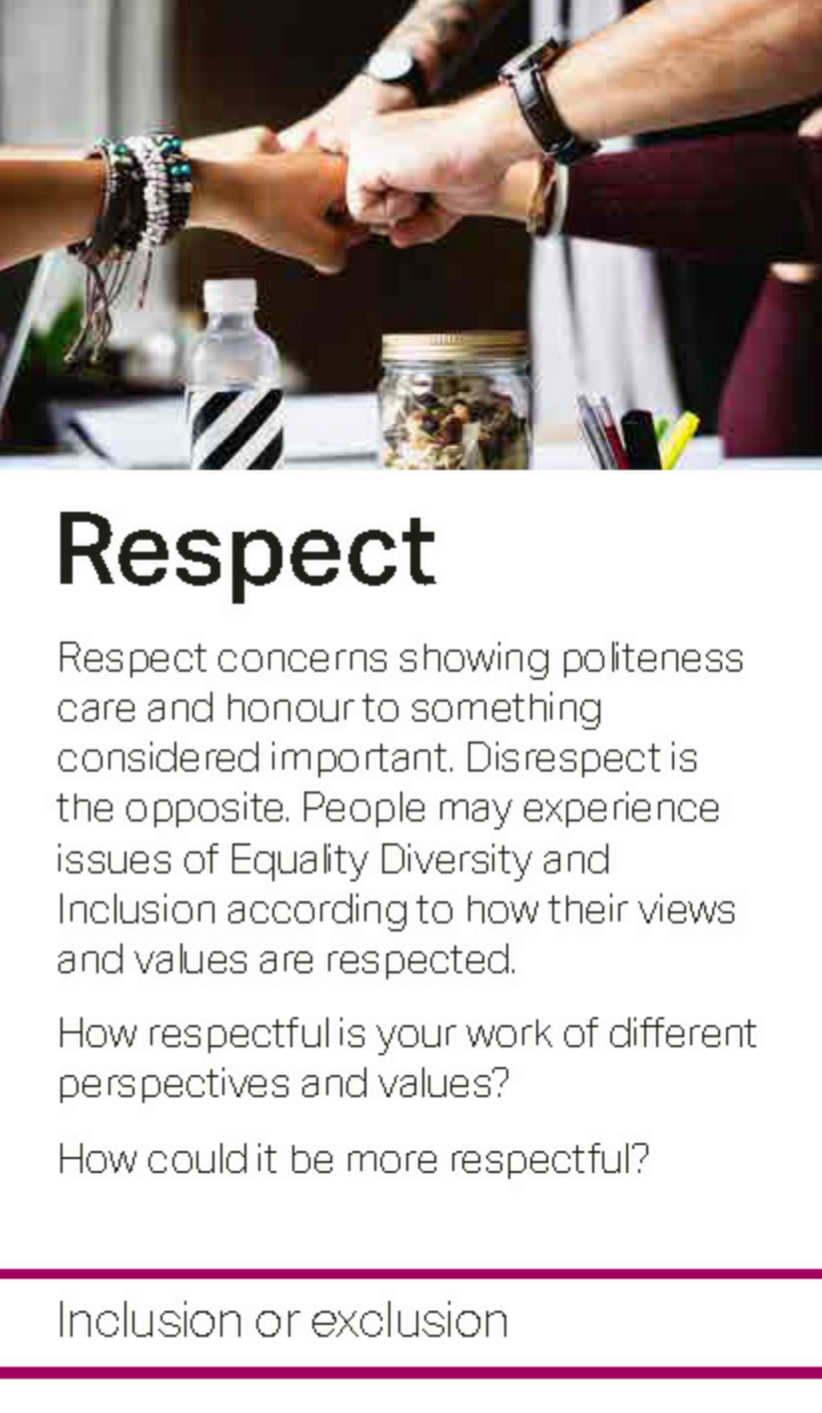 Respect
Respect concerns showing politeness
care and honour to something
considered important. Disrespect is
the opposite. People may experience
issues of Equality Diversity and
Inclusion according to how their views
and values are respected.
How respectful is your work of different
perspectives and values?
How could it be more respectful?
Inclusion or exclusion